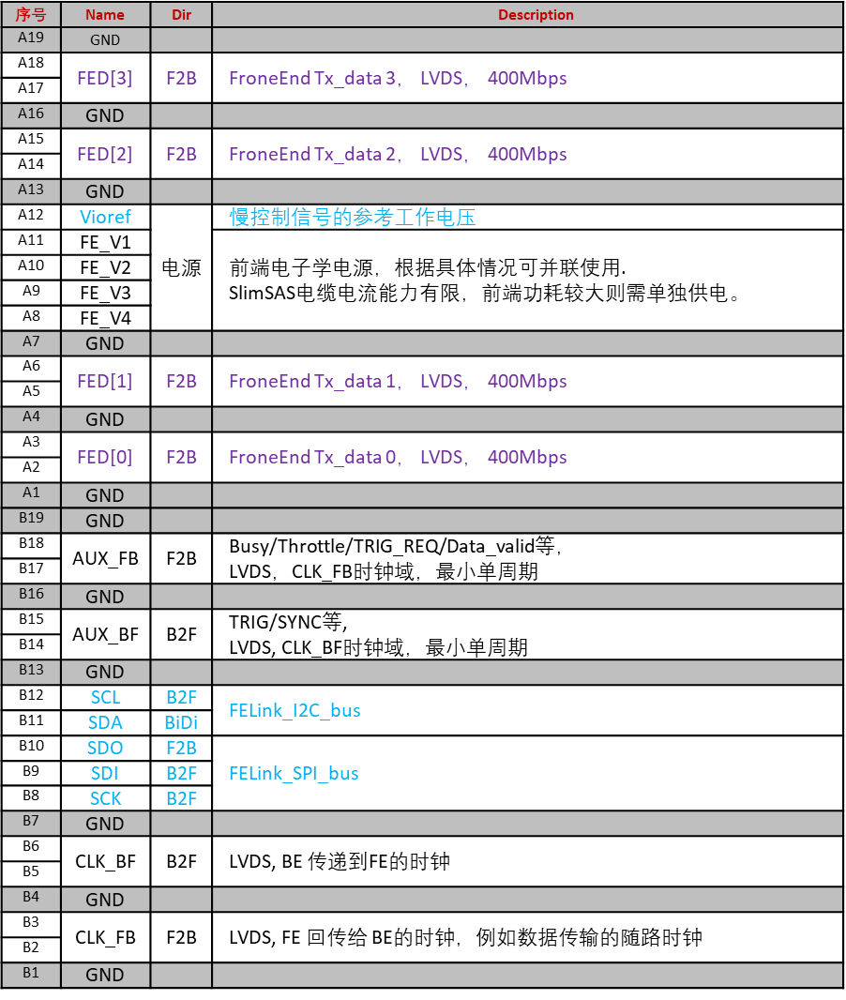 序号 Name Dir Description
A19 GND
A18
FED[3] F2B FroneEnd Tx_data 3， LVDS， 400Mbps
A17
A16 GND
A15
FED[2] F2B FroneEnd Tx_data 2， LVDS， 400Mbps
A14
A13 GND
A12 Vioref 慢控制信号的参考工作电压
A11 FE_V1
A10 FE_V2 电源 前端电子学电源，根据具体情况可并联使用.
A9 FE_V3 SlimSAS电缆电流能力有限，前端功耗较大则需单独供电。
A8 FE_V4
A7 GND
A6
FED[1] F2B FroneEnd Tx_data 1， LVDS， 400Mbps
A5
A4 GND
A3
FED[0] F2B FroneEnd Tx_data 0， LVDS， 400Mbps
A2
A1 GND
B19 GND
B18 Busy/Throttle/TRIG_REQ/Data_valid等，
AUX_FB F2B
B17 LVDS，CLK_FB时钟域，最小单周期
B16 GND
B15 TRIG/SYNC等,
AUX_BF B2F
B14 LVDS, CLK_BF时钟域，最小单周期
B13 GND
B12 SCL B2F
FELink_I2C_bus
B11 SDA BiDi
B10 SDO F2B
B9 SDI B2F FELink_SPI_bus
B8 SCK B2F
B7 GND
B6
CLK_BF B2F LVDS, BE 传递到FE的时钟
B5
B4 GND
B3
CLK_FB F2B LVDS, FE 回传给 BE的时钟，例如数据传输的随路时钟
B2
B1 GND